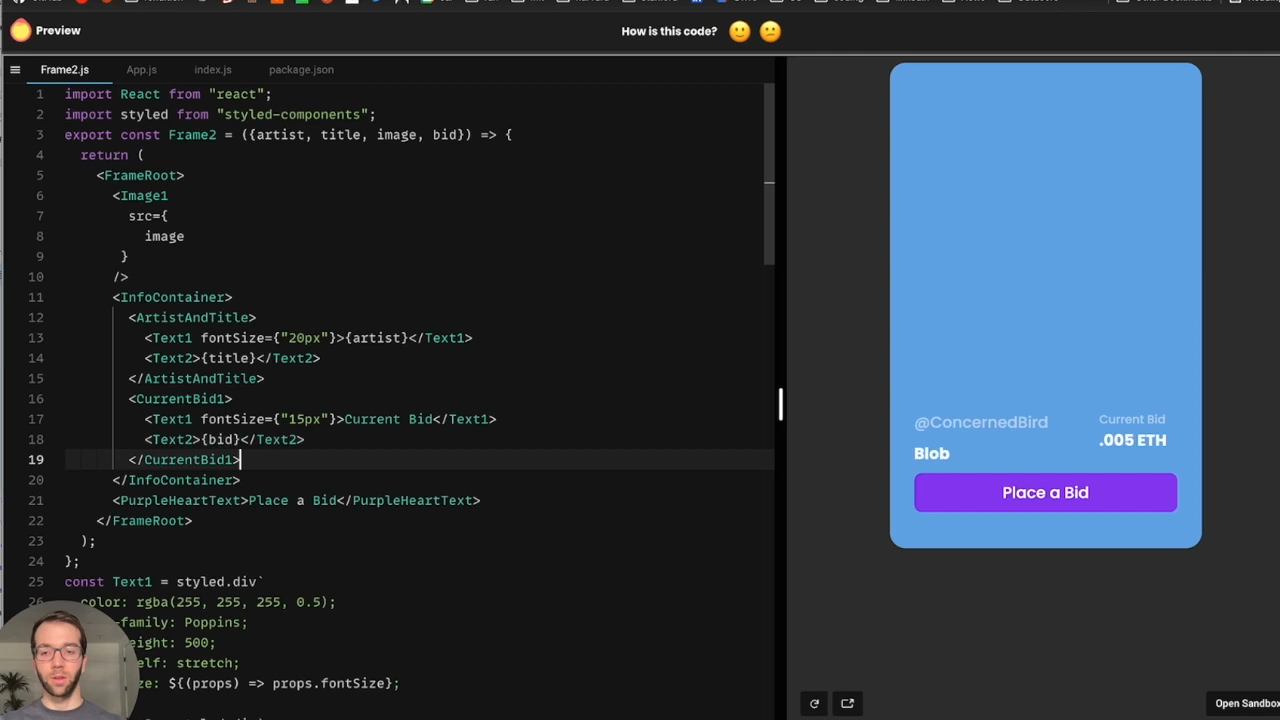 Preview
How is this code?
Frame2.js App.js index.js package.json
1 import React from "react";
2 import styled from "styled-components";
3 export const Frame2 = ({artist, title, image, bid}) => {
4 return (
5 <FrameRoot>
6 <Image1
7 src={
8 image
9 }
10 />
11 <InfoContainer>
12 <ArtistAndTitle>
13 <Text1 fontSize={"20px"}>{artist}</Text1>
14 <Text2>{title}</Text2>
15 </ArtistAndTitle>
16 <CurrentBid1>
17 <Text1 fontSize={"15px"}>Current Bid</Text1>
18 <Text2>{bid}</Text2>
19 </CurrentBid1>
20 </InfoContainer>
21 <PurpleHeartText>Place a Bid</PurpleHeartText>
22 </FrameRoot>
23 );
24 };
25 const Text1 = styled.div`
26 color: rgba(255, 255, 255, 0.5);
-family: Poppins;
eight: 500;
elf: stretch;
ze: ${(props) => props.fontSize};
@ConcernedBird
Current Bid
.005 ETH
Blob
Place a Bid
Open Sandbox